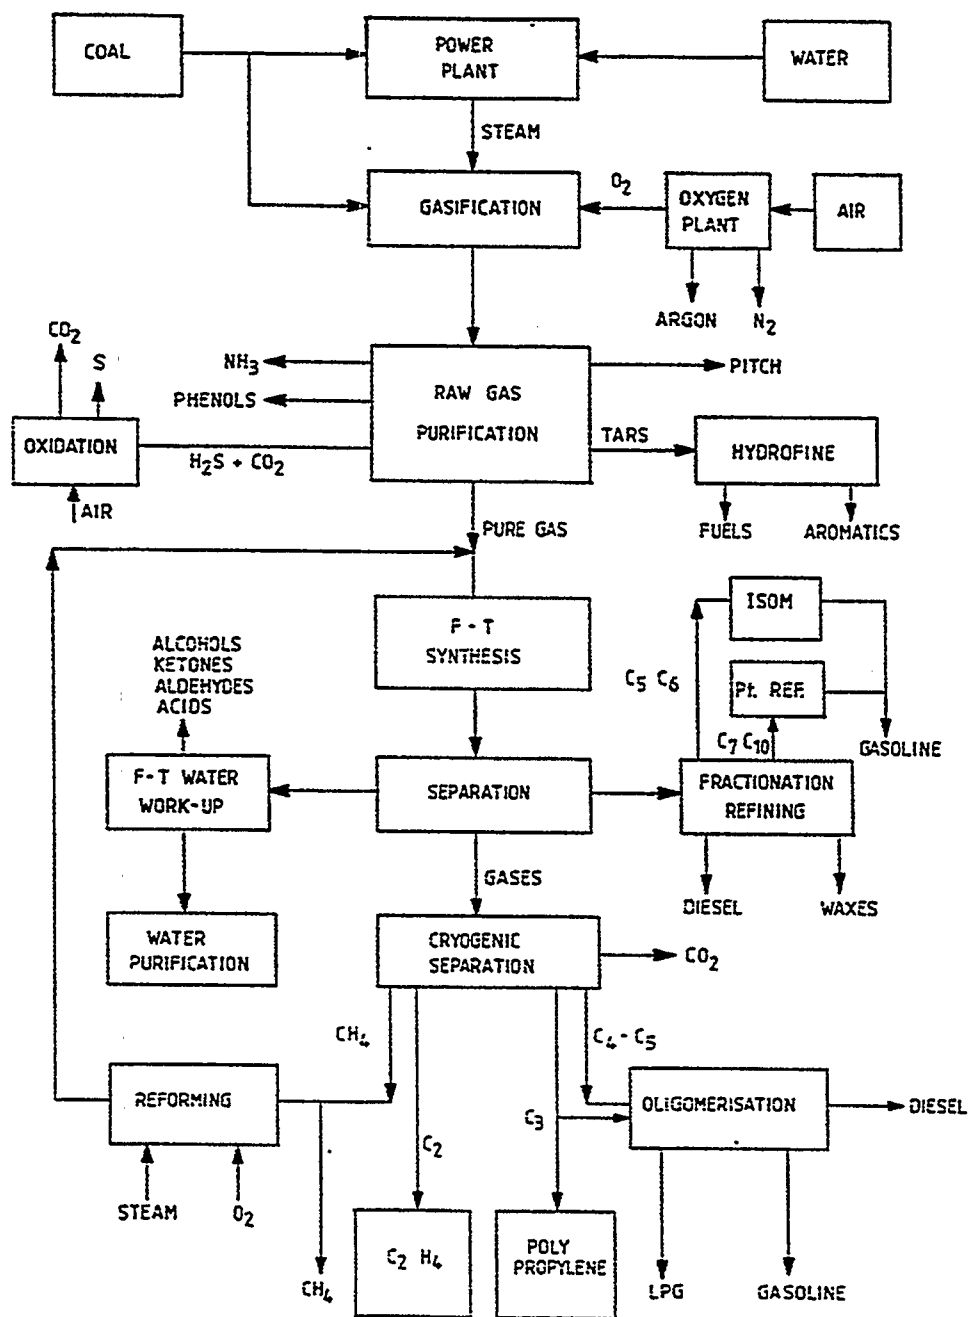 COAL
POWER
PLANT
WATER
STEAM
GASIFICATION
O2
OXYGEN
PLANT
AIR
ARGON
N2
CO2
S
NH3
PHENOLS
RAW GAS
PURIFICATION
PITCH
OXIDATION
H2S + CO2
AIR
TARS
HYDROFINE
FUELS
AROMATICS
PURE GAS
F-T
SYNTHESIS
ISOM
C5 C6
Pt. REF.
C7 C10
GASOLINE
ALCOHOLS
KETONES
ALDEHYDES
ACIDS
F-T WATER
WORK-UP
SEPARATION
FRACTIONATION
REFINING
GASES
DIESEL
WAXES
WATER
PURIFICATION
CRYOGENIC
SEPARATION
CO2
CH4
C4-C5
REFORMING
C2
C3
OLIGOMERISATION
DIESEL
STEAM
O2
CH4
C2 H4
POLY
PROPYLENE
LPG
GASOLINE